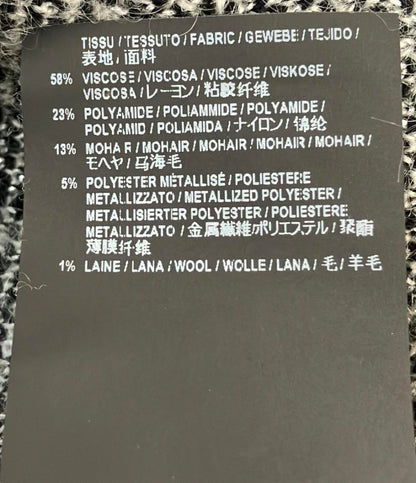 TISSU / TESSUTO / FABRIC / GEWEBE / TEJIDO /
表地 / 面料
58% VISCOSE / VISCOSA / VISCOSE / VISKOSE /
VISCOSA / レーヨン / 粘胶纤维
23% POLYAMIDE / POLIAMMIDE / POLYAMIDE /
POLYAMID / POLIAMIDA / ナイロン / 锦纶
13% MOHAIR / MOHAIR / MOHAIR / MOHAIR / MOHAIR /
モヘヤ / 马海毛
5% POLYESTER MÉTALLISÉ / POLIESTERE
METALLIZZATO / METALLIZED POLYESTER /
METALLISIERTER POLYESTER / POLIESTERE
METALLIZZATO / 金属繊維ポリエステル / 聚酯
薄膜纤维
1% LAINE / LANA / WOOL / WOLLE / LANA / 毛 / 羊毛